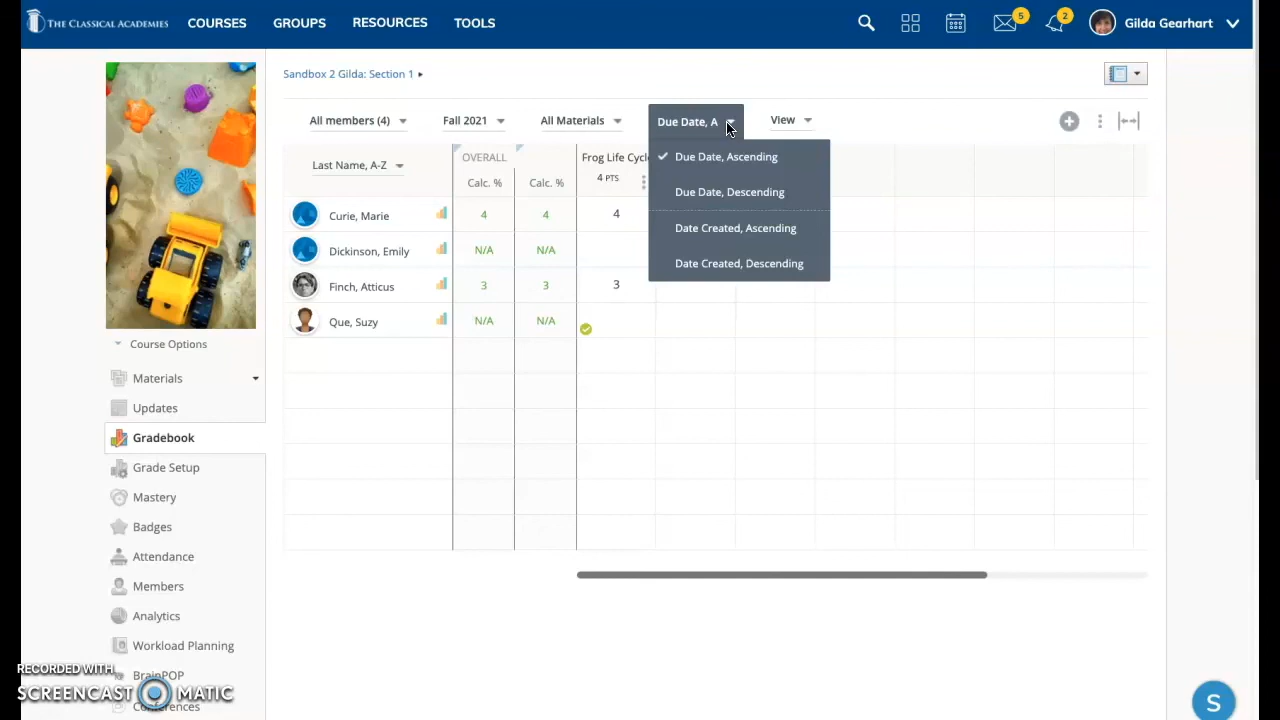 THE CLASSICAL ACADEMIES
COURSES
GROUPS
RESOURCES
TOOLS
5
2
Gilda Gearhart
Sandbox 2 Gilda: Section 1
All members (4)
Fall 2021
All Materials
Due Date, A
View
Due Date, Ascending
Due Date, Descending
Date Created, Ascending
Date Created, Descending
Last Name, A-Z
OVERALL
Calc. %
Calc. %
Frog Life Cycl
4 PTS
Curie, Marie
4
4
4
Dickinson, Emily
N/A
N/A
Finch, Atticus
3
3
3
Que, Suzy
N/A
N/A
Course Options
Materials
Updates
Gradebook
Grade Setup
Mastery
Badges
Attendance
Members
Analytics
Workload Planning
BrainPOP
Conferences
RECORDED WITH
SCREENCAST MATIC
S